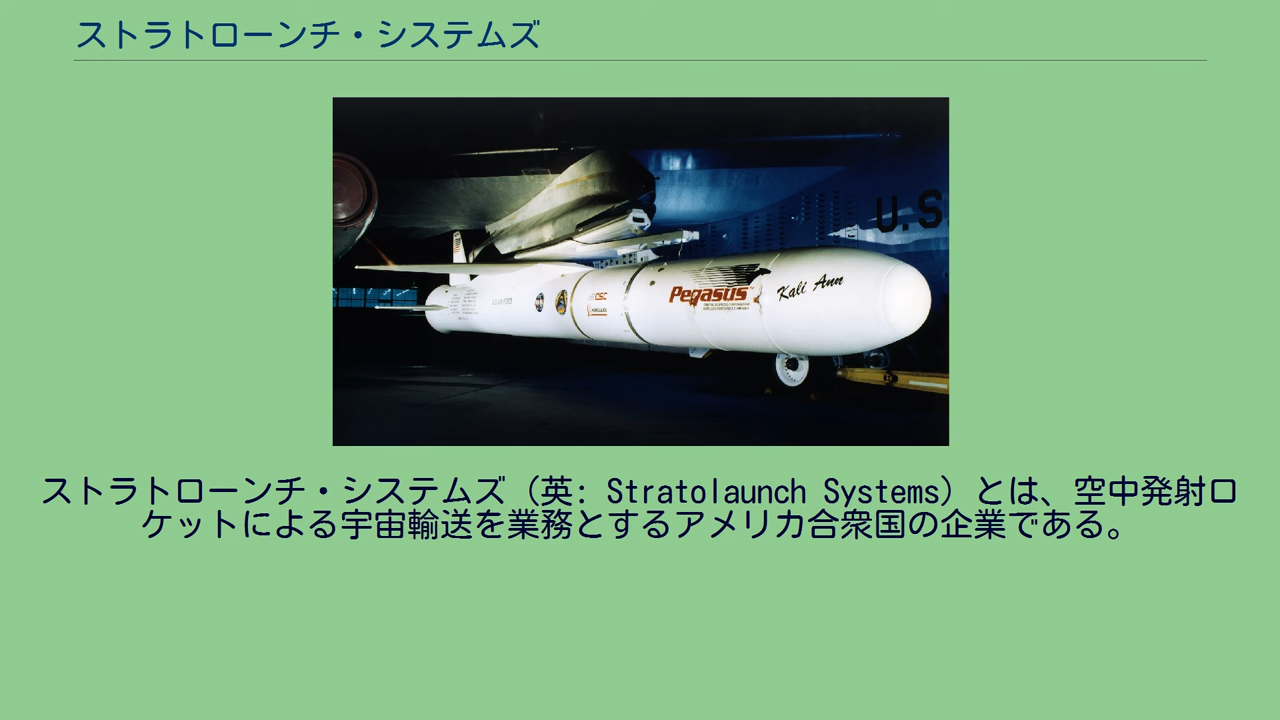 ストラトローンチ・システムズ
U.S
Pegasus
Kali Ann
CSC
HERCULES
ストラトローンチ・システムズ（英: Stratolaunch Systems）とは、空中発射ロ
ケットによる宇宙輸送を業務とするアメリカ合衆国の企業である。